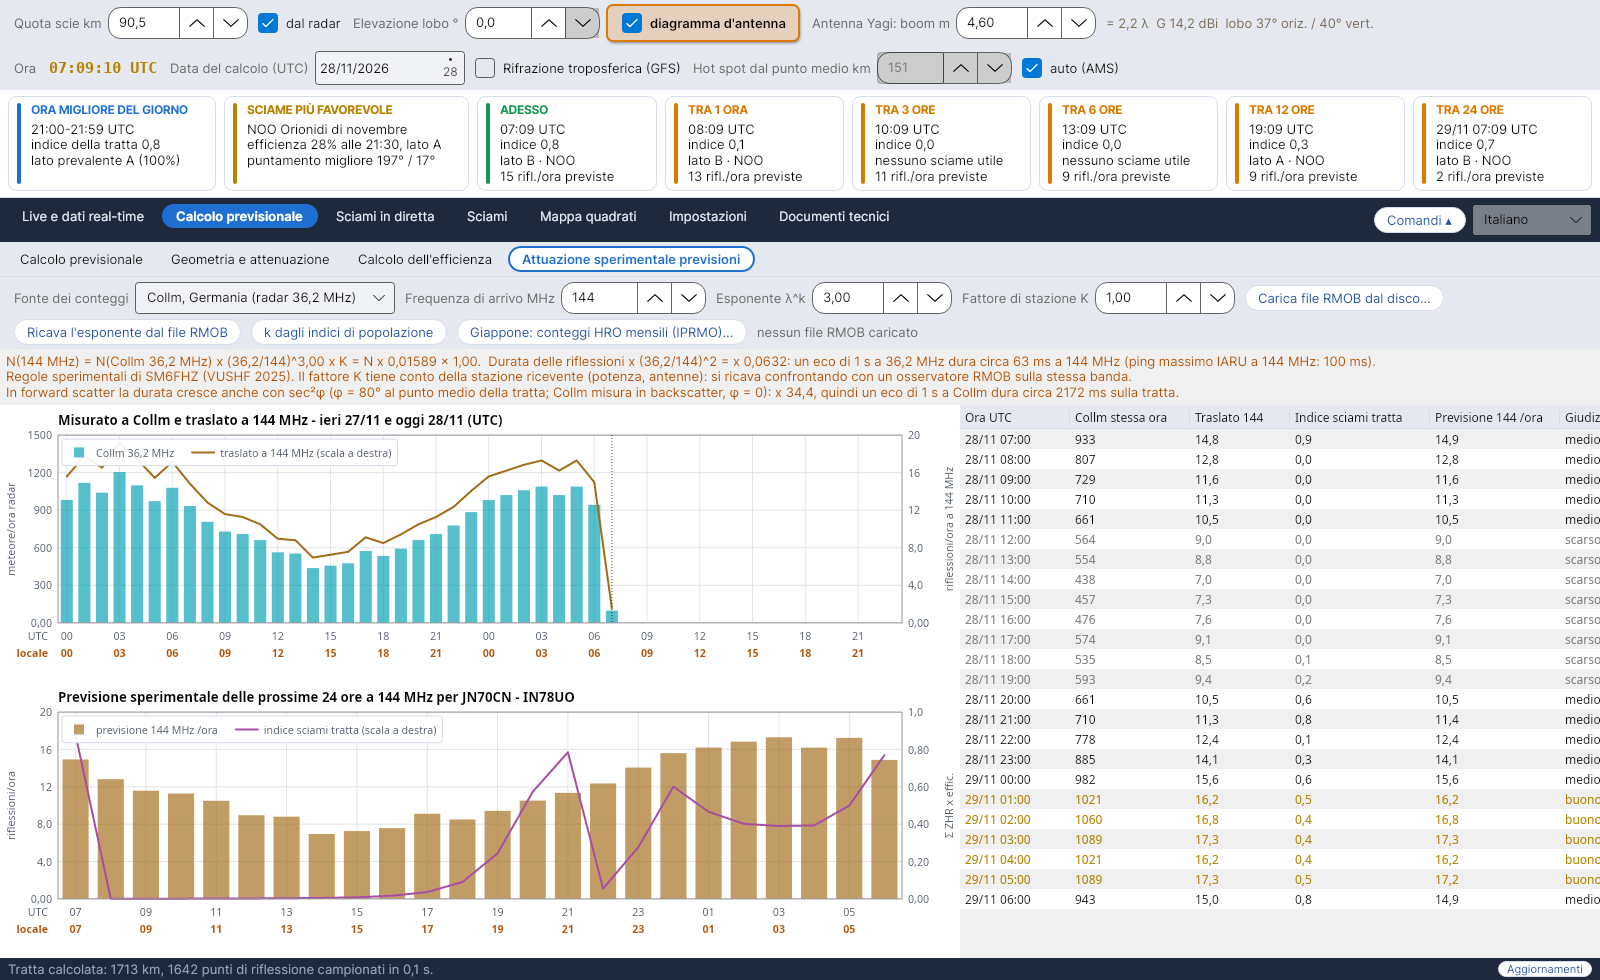 Quota scie km 90,5 dal radar Elevazione lobo ° 0,0 diagramma d'antenna Antenna Yagi: boom m 4,60 = 2,2 λ G 14,2 dBi lobo 37° oriz. / 40° vert.
Ora 07:09:10 UTC Data del calcolo (UTC) 28/11/2026 28 Rifrazione troposferica (GFS) Hot spot dal punto medio km 151 auto (AMS)
ORA MIGLIORE DEL GIORNO
21:00-21:59 UTC
indice della tratta 0,8
lato prevalente A (100%)
SCIAME PIÙ FAVOREVOLE
NOO Orionidi di novembre
efficienza 28% alle 21:30, lato A
puntamento migliore 197° / 17°
ADESSO
07:09 UTC
indice 0,8
lato B · NOO
15 rifl./ora previste
TRA 1 ORA
08:09 UTC
indice 0,1
lato B · NOO
13 rifl./ora previste
TRA 3 ORE
10:09 UTC
indice 0,0
nessuno sciame utile
11 rifl./ora previste
TRA 6 ORE
13:09 UTC
indice 0,0
nessuno sciame utile
9 rifl./ora previste
TRA 12 ORE
19:09 UTC
indice 0,3
lato A · NOO
9 rifl./ora previste
TRA 24 ORE
29/11 07:09 UTC
indice 0,7
lato B · NOO
2 rifl./ora previste
Live e dati real-time Calcolo previsionale Sciami in diretta Sciami Mappa quadrati Impostazioni Documenti tecnici Comandi ▴ Italiano
Calcolo previsionale Geometria e attenuazione Calcolo dell'efficienza Attuazione sperimentale previsioni
Fonte dei conteggi Collm, Germania (radar 36,2 MHz) Frequenza di arrivo MHz 144 Esponente λ^k 3,00 Fattore di stazione K 1,00 Carica file RMOB dal disco...
Ricava l'esponente dal file RMOB k dagli indici di popolazione Giappone: conteggi HRO mensili (IPRMO)... nessun file RMOB caricato
N(144 MHz) = N(Collm 36,2 MHz) x (36,2/144)^3,00 x K = N x 0,01589 × 1,00. Durata delle riflessioni x (36,2/144)^2 = x 0,0632: un eco di 1 s a 36,2 MHz dura circa 63 ms a 144 MHz (ping massimo IARU a 144 MHz: 100 ms).
Regole sperimentali di SM6FHZ (VUSHF 2025). Il fattore K tiene conto della stazione ricevente (potenza, antenne): si ricava confrontando con un osservatore RMOB sulla stessa banda.
In forward scatter la durata cresce anche con sec²φ (φ = 80° al punto medio della tratta; Collm misura in backscatter, φ = 0): x 34,4, quindi un eco di 1 s a Collm dura circa 2172 ms sulla tratta.
Misurato a Collm e traslato a 144 MHz - ieri 27/11 e oggi 28/11 (UTC)
Collm 36,2 MHz traslato a 144 MHz (scala a destra)
meteore/ora radar
1500
1200
900
600
300
0,00
20
16
12
8,0
4,0
0,00
riflessioni/ora a 144 MHz
UTC 00 03 06 09 12 15 18 21 00 03 06 09 12 15 18 21
locale 00 03 06 09 12 15 18 21 00 03 06 09 12 15 18 21
Previsione sperimentale delle prossime 24 ore a 144 MHz per JN70CN - IN78UO
previsione 144 MHz /ora indice sciami tratta (scala a destra)
riflessioni/ora
20
16
12
8,0
4,0
0,00
1,0
0,80
0,60
0,40
0,20
0,00
Σ ZHR x effic.
UTC 07 09 11 13 15 17 19 21 23 01 03 05
locale 07 09 11 13 15 17 19 21 23 01 03 05
Ora UTC Collm stessa ora Traslato 144 Indice sciami tratta Previsione 144 /ora Giudiz
28/11 07:00 933 14,8 0,9 14,9 medio
28/11 08:00 807 12,8 0,0 12,8 medio
28/11 09:00 729 11,6 0,0 11,6 medio
28/11 10:00 710 11,3 0,0 11,3 medio
28/11 11:00 661 10,5 0,0 10,5 medio
28/11 12:00 564 9,0 0,0 9,0 scarso
28/11 13:00 554 8,8 0,0 8,8 scarso
28/11 14:00 438 7,0 0,0 7,0 scarso
28/11 15:00 457 7,3 0,0 7,3 scarso
28/11 16:00 476 7,6 0,0 7,6 scarso
28/11 17:00 574 9,1 0,0 9,1 scarso
28/11 18:00 535 8,5 0,1 8,5 scarso
28/11 19:00 593 9,4 0,2 9,4 scarso
28/11 20:00 661 10,5 0,6 10,5 medio
28/11 21:00 710 11,3 0,8 11,4 medio
28/11 22:00 778 12,4 0,1 12,4 medio
28/11 23:00 885 14,1 0,3 14,1 medio
29/11 00:00 982 15,6 0,6 15,6 medio
29/11 01:00 1021 16,2 0,5 16,2 buono
29/11 02:00 1060 16,8 0,4 16,8 buono
29/11 03:00 1089 17,3 0,4 17,3 buono
29/11 04:00 1021 16,2 0,4 16,2 buono
29/11 05:00 1089 17,3 0,5 17,2 buono
29/11 06:00 943 15,0 0,8 14,9 medio
Tratta calcolata: 1713 km, 1642 punti di riflessione campionati in 0,1 s. Aggiornamenti